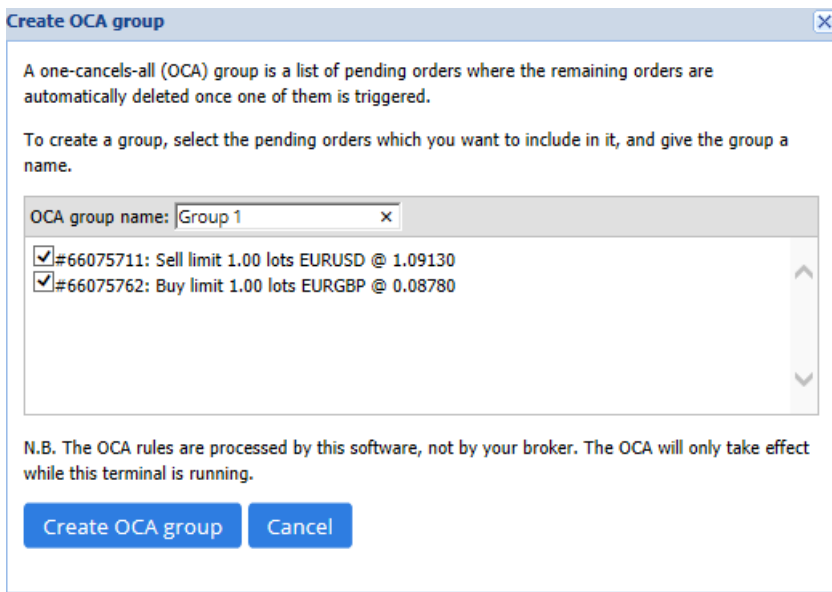 Create OCA group
A one-cancels-all (OCA) group is a list of pending orders where the remaining orders are
automatically deleted once one of them is triggered.
To create a group, select the pending orders which you want to include in it, and give the group a
name.
OCA group name: Group 1
#66075711: Sell limit 1.00 lots EURUSD @ 1.09130
#66075762: Buy limit 1.00 lots EURGBP @ 0.08780
N.B. The OCA rules are processed by this software, not by your broker. The OCA will only take effect
while this terminal is running.
Create OCA group Cancel